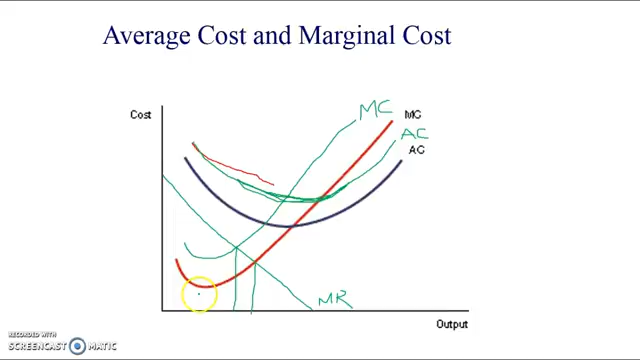 Average Cost and Marginal Cost
Cost
MC
MC
AC
AC
MR
Output
RECORDED WITH
SCREENCAST MATIC